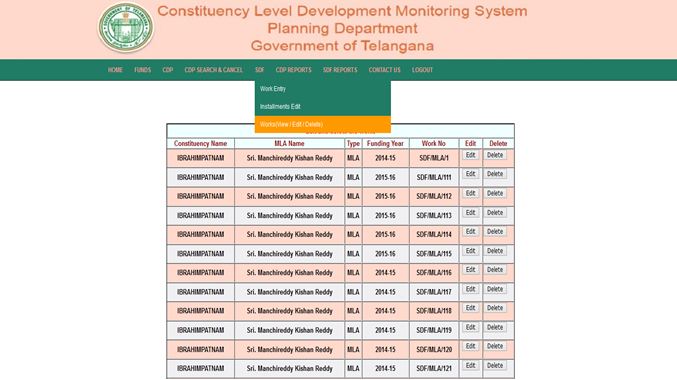 Constituency Level Development Monitoring System
Planning Department
Government of Telangana
HOME FUNDS CDP CDP SEARCH & CANCEL SDF CDP REPORTS SDF REPORTS CONTACT US LOGOUT
Work Entry
Installments Edit
Works(View / Edit / Delete)
Constituency Name MLA Name Type Funding Year Work No Edit Delete
IBRAHIMPATNAM Sri. Manchireddy Kishan Reddy MLA 2014-15 SDF/MLA/1 Edit Delete
IBRAHIMPATNAM Sri. Manchireddy Kishan Reddy MLA 2015-16 SDF/MLA/111 Edit Delete
IBRAHIMPATNAM Sri. Manchireddy Kishan Reddy MLA 2015-16 SDF/MLA/112 Edit Delete
IBRAHIMPATNAM Sri. Manchireddy Kishan Reddy MLA 2015-16 SDF/MLA/113 Edit Delete
IBRAHIMPATNAM Sri. Manchireddy Kishan Reddy MLA 2015-16 SDF/MLA/114 Edit Delete
IBRAHIMPATNAM Sri. Manchireddy Kishan Reddy MLA 2015-16 SDF/MLA/115 Edit Delete
IBRAHIMPATNAM Sri. Manchireddy Kishan Reddy MLA 2014-15 SDF/MLA/116 Edit Delete
IBRAHIMPATNAM Sri. Manchireddy Kishan Reddy MLA 2014-15 SDF/MLA/117 Edit Delete
IBRAHIMPATNAM Sri. Manchireddy Kishan Reddy MLA 2014-15 SDF/MLA/118 Edit Delete
IBRAHIMPATNAM Sri. Manchireddy Kishan Reddy MLA 2014-15 SDF/MLA/119 Edit Delete
IBRAHIMPATNAM Sri. Manchireddy Kishan Reddy MLA 2014-15 SDF/MLA/120 Edit Delete
IBRAHIMPATNAM Sri. Manchireddy Kishan Reddy MLA 2014-15 SDF/MLA/121 Edit Delete